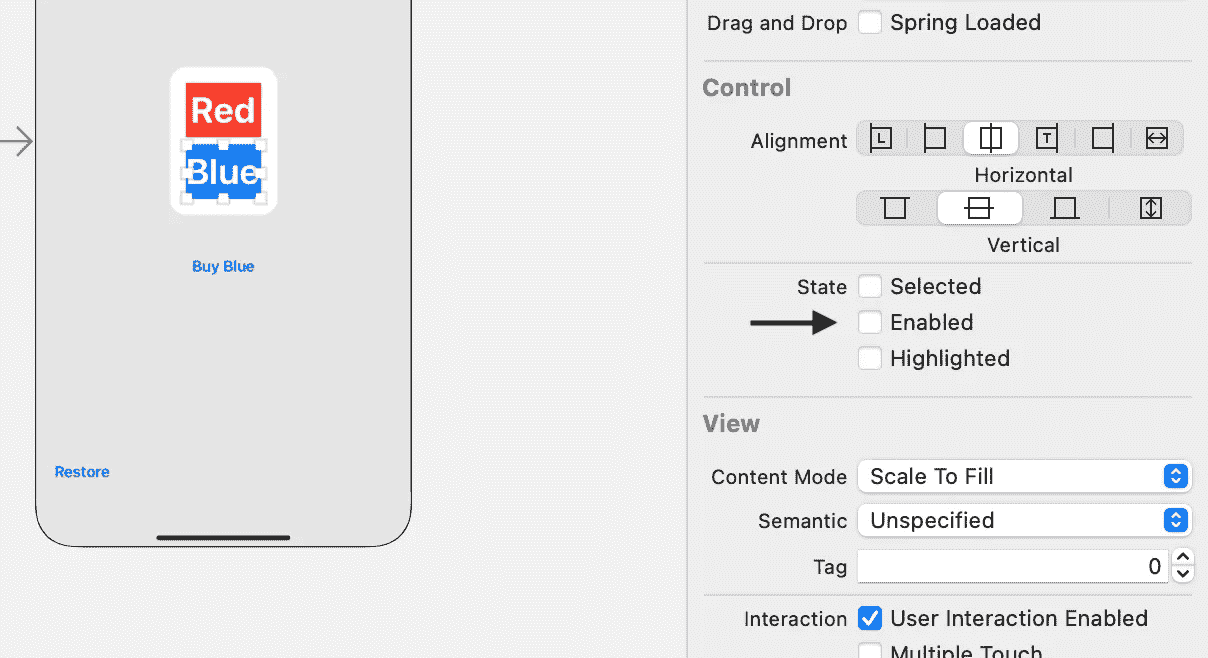 Red
Blue
Buy Blue
Restore
Drag and Drop Spring Loaded
Control
Alignment L T
Horizontal
Vertical
State Selected
Enabled
Highlighted
View
Content Mode Scale To Fill
Semantic Unspecified
Tag 0
Interaction User Interaction Enabled
Multiple Touch